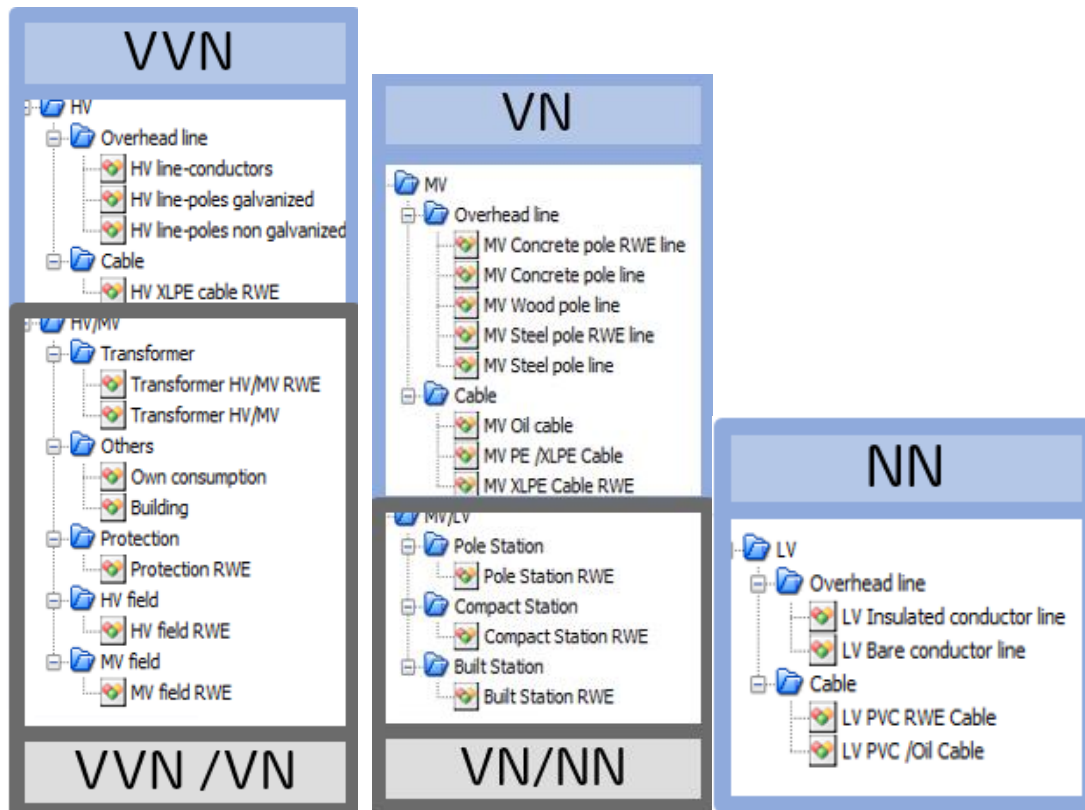 VVN
HV
Overhead line
HV line-conductors
HV line-poles galvanized
HV line-poles non galvanized
Cable
HV XLPE cable RWE
HV/MV
Transformer
Transformer HV/MV RWE
Transformer HV/MV
Others
Own consumption
Building
Protection
Protection RWE
HV field
HV field RWE
MV field
MV field RWE
VVN /VN
VN
MV
Overhead line
MV Concrete pole RWE line
MV Concrete pole line
MV Wood pole line
MV Steel pole RWE line
MV Steel pole line
Cable
MV Oil cable
MV PE /XLPE Cable
MV XLPE Cable RWE
MV/LV
Pole Station
Pole Station RWE
Compact Station
Compact Station RWE
Built Station
Built Station RWE
VN/NN
NN
LV
Overhead line
LV Insulated conductor line
LV Bare conductor line
Cable
LV PVC RWE Cable
LV PVC /Oil Cable